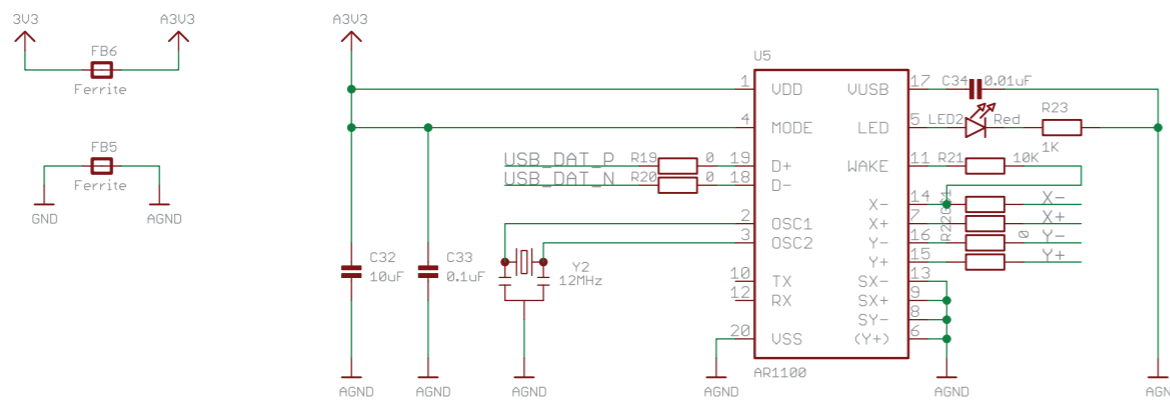 3V3
A3V3
FB6
Ferrite
FB5
Ferrite
GND
AGND
A3V3
C32
10uF
C33
0.1uF
AGND
AGND
USB_DAT_P
USB_DAT_N
R19
0
R20
0
Y2
12MHz
AGND
AGND
U5
1 VDD
4 MODE
19 D+
18 D-
2 OSC1
3 OSC2
10 TX
12 RX
20 VSS
VUSB 17
LED 5
WAKE 11
X- 14
X+ 7
Y- 16
Y+ 15
SX- 13
SX+ 9
SY- 8
(Y+) 6
AR1100
C34
0.01uF
LED2
Red
R23
1K
R21
10K
0
X-
X+
Y-
Y+
AGND
AGN